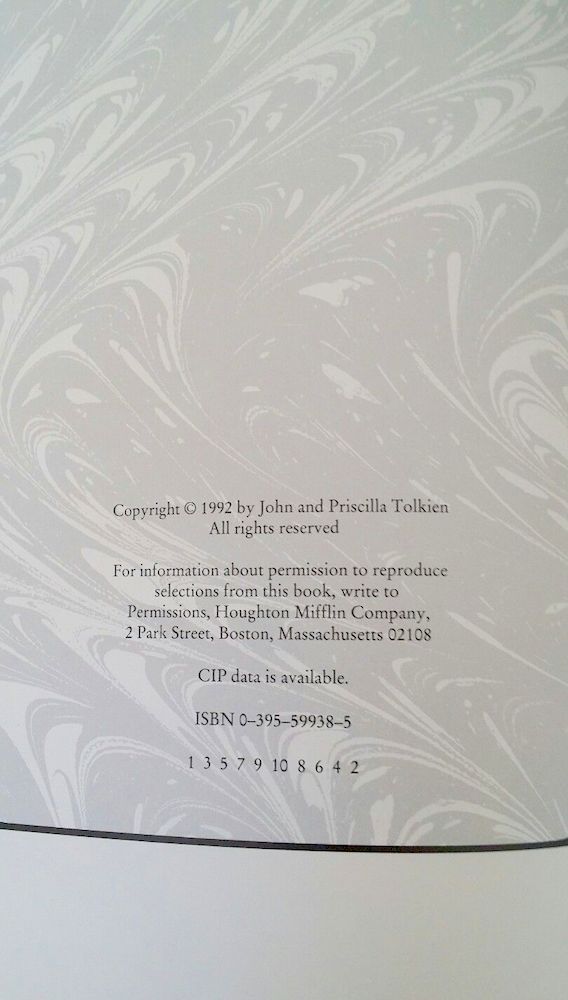 Copyright © 1992 by John and Priscilla Tolkien
All rights reserved
For information about permission to reproduce
selections from this book, write to
Permissions, Houghton Mifflin Company,
2 Park Street, Boston, Massachusetts 02108
CIP data is available.
ISBN 0–395–59938–5
1 3 5 7 9 10 8 6 4 2